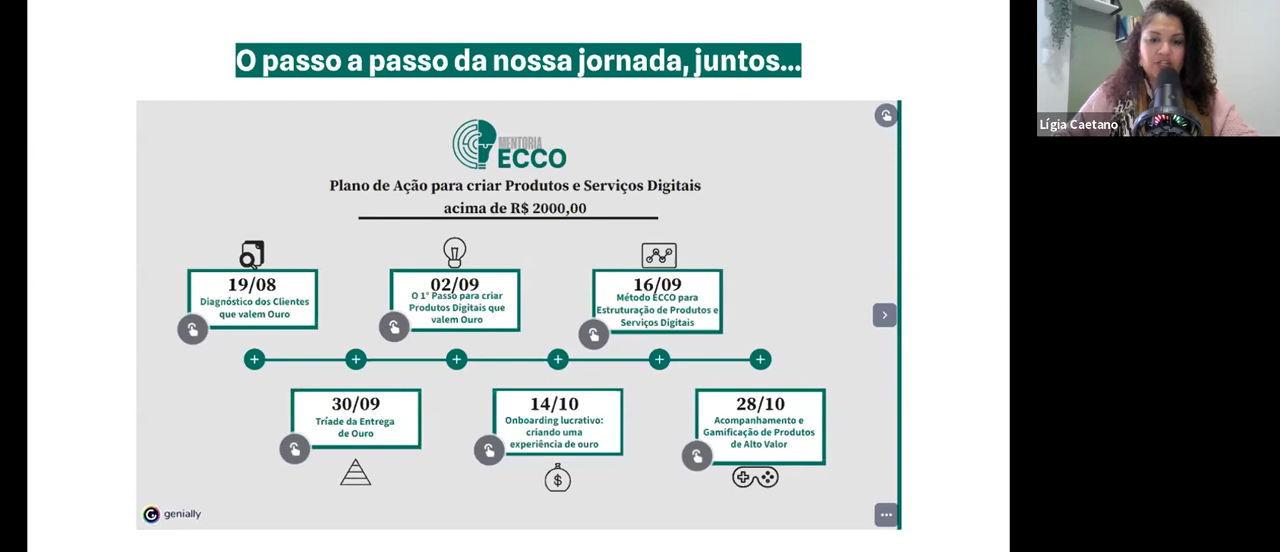 O passo a passo da nossa jornada, juntos...
Lígia Caetano
MENTORIA
ECCO
Plano de Ação para criar Produtos e Serviços Digitais
acima de R$ 2000,00
19/08
Diagnóstico dos Clientes
que valem Ouro
02/09
O 1° Passo para criar
Produtos Digitais que
valem Ouro
16/09
Método ECCO para
Estruturação de Produtos e
Serviços Digitais
30/09
Tríade da Entrega
de Ouro
14/10
Onboarding lucrativo:
criando uma
experiência de ouro
28/10
Acompanhamento e
Gamificação de Produtos
de Alto Valor
genially